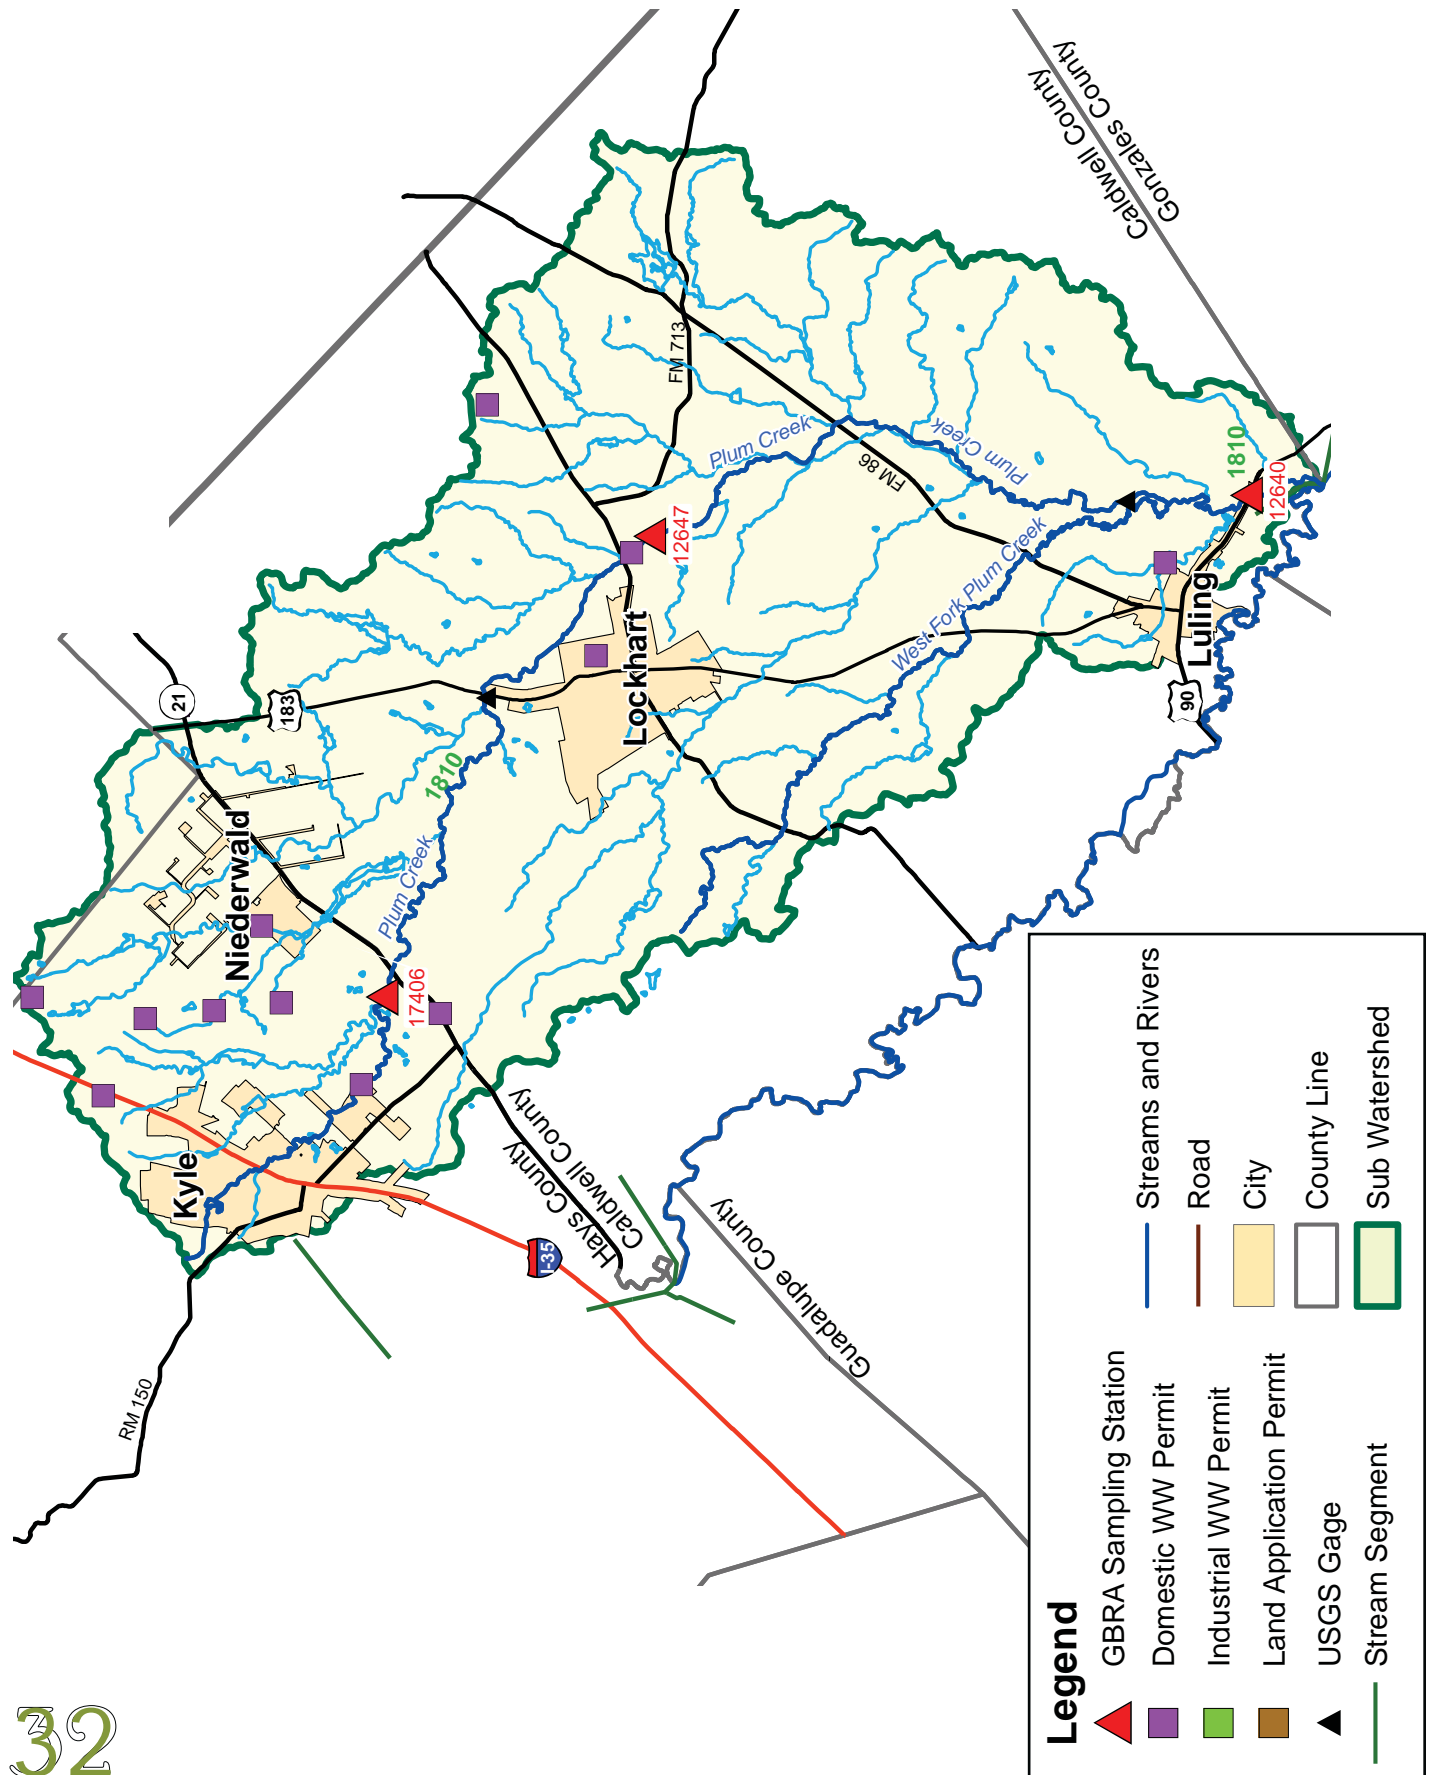 32
RM 150
Kyle
I-35
Hays County
Caldwell County
Guadalupe County
17406
Niederwald
21
183
Plum Creek
1810
Lockhart
12647
Plum Creek
FM 713
FM 86
Plum Creek
West Fork Plum Creek
Luling
90
1810
12640
Caldwell County
Gonzales County
Legend
GBRA Sampling Station
Domestic WW Permit
Industrial WW Permit
Land Application Permit
USGS Gage
Stream Segment
Streams and Rivers
Road
City
County Line
Sub Watershed